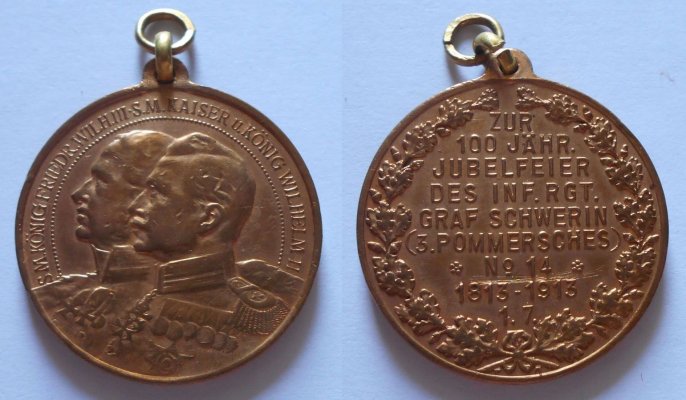 S.M.KÖNIG FRIEDR.WILH.III·S.M.KAISER U.KÖNIG WILHELM II
ZUR
100 JÄHR.
JUBELFEIER
DES INF.RGT.
GRAF SCHWERIN
(3.POMMERSCHES)
No 14
1813-1913
1.7.